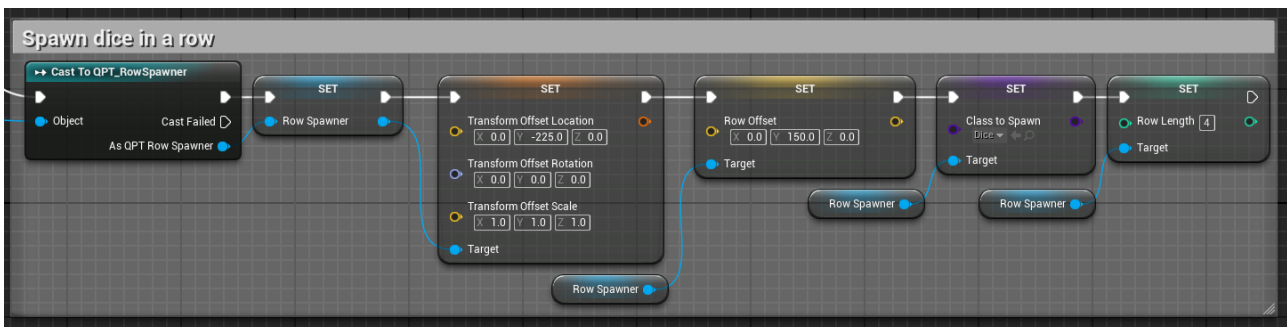 Spawn dice in a row
Cast To QPT_RowSpawner
Object
Cast Failed
As QPT Row Spawner
SET
Row Spawner
SET
Transform Offset Location
X 0.0 Y -225.0 Z 0.0
Transform Offset Rotation
X 0.0 Y 0.0 Z 0.0
Transform Offset Scale
X 1.0 Y 1.0 Z 1.0
Target
Row Spawner
SET
Row Offset
X 0.0 Y 150.0 Z 0.0
Target
Row Spawner
SET
Class to Spawn
Dice
Target
Row Spawner
SET
Row Length 4
Target